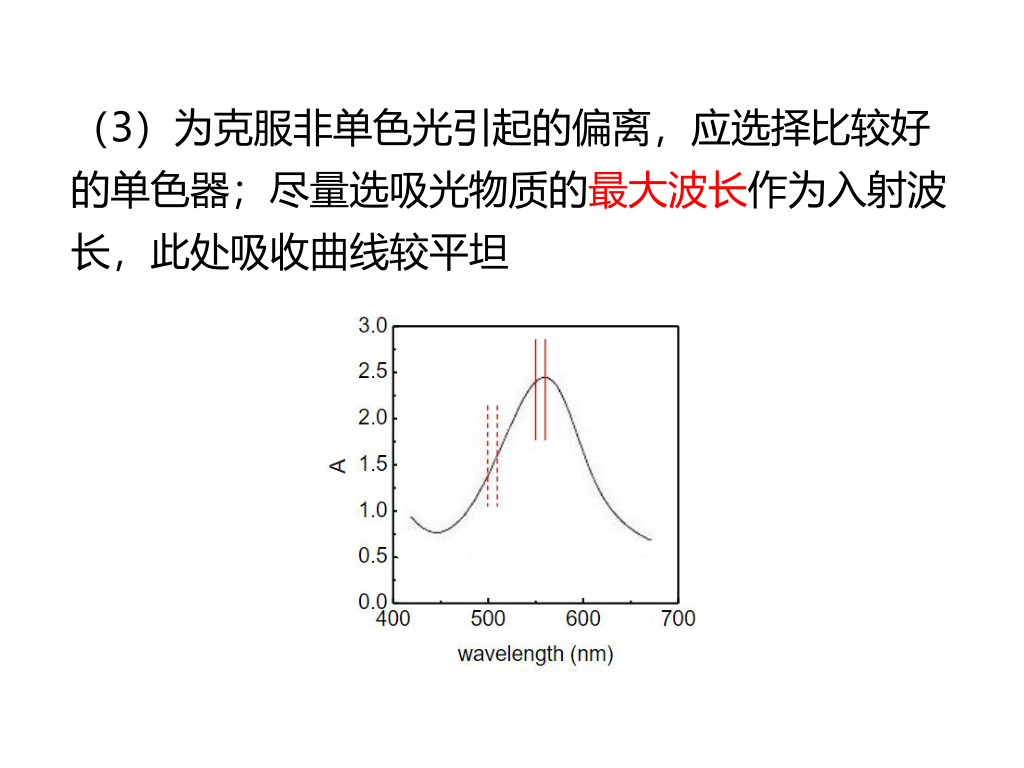 （3）为克服非单色光引起的偏离，应选择比较好
的单色器；尽量选吸光物质的最大波长作为入射波
长，此处吸收曲线较平坦
3.0
2.5
2.0
1.5
1.0
0.5
0.0
A
400 500 600 700
wavelength (nm)